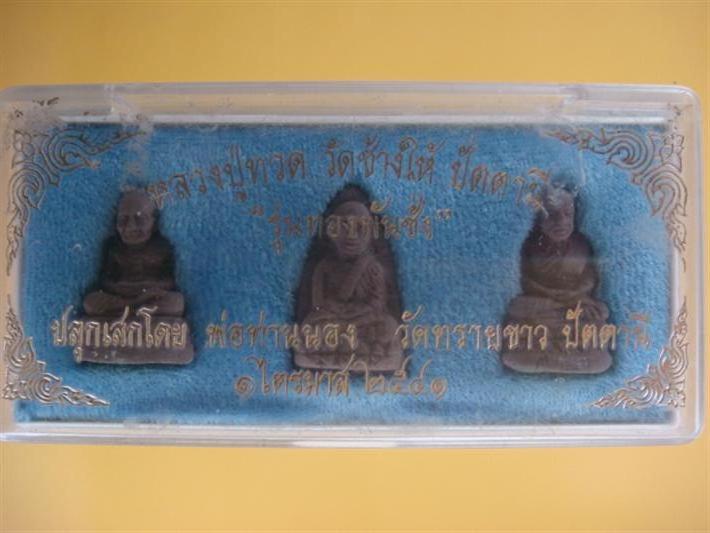 หลวงปู่ทวด วัดช้างให้ ปัตตานี
"รุ่นทองพันชั่ง"
ปลุกเสกโดย พ่อท่านนอง วัดทรายขาว ปัตตานี
๑ ไตรมาส ๒๕๔๑